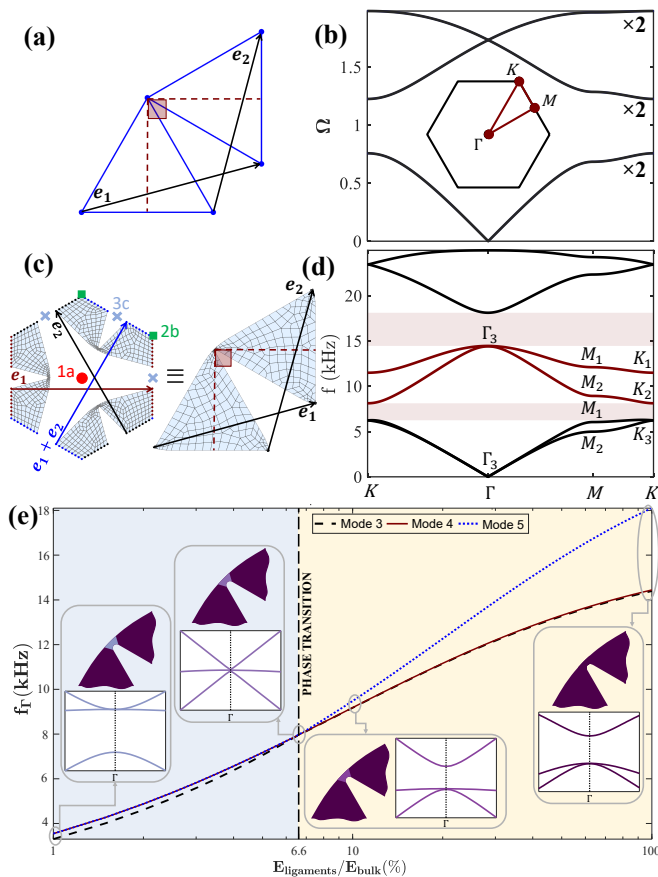 (a)
e₂
e₁
(b)
Ω
1.5
1
0.5
0
×2
×2
×2
K
M
Γ
(c)
e₂
3c
2b
1a
e₁
e₁ + e₂
≡
e₂
e₁
(d)
f (kHz)
20
15
10
5
0
Γ₃
M₁
K₁
M₂
K₂
M₁
Γ₃
M₂
K₃
K
Γ
M
K
(e)
f_Γ(kHz)
18
16
14
12
10
8
6
4
Mode 3
Mode 4
Mode 5
PHASE TRANSITION
Γ
Γ
Γ
Γ
1
6.6
10
100
E_ligaments/E_bulk(%)